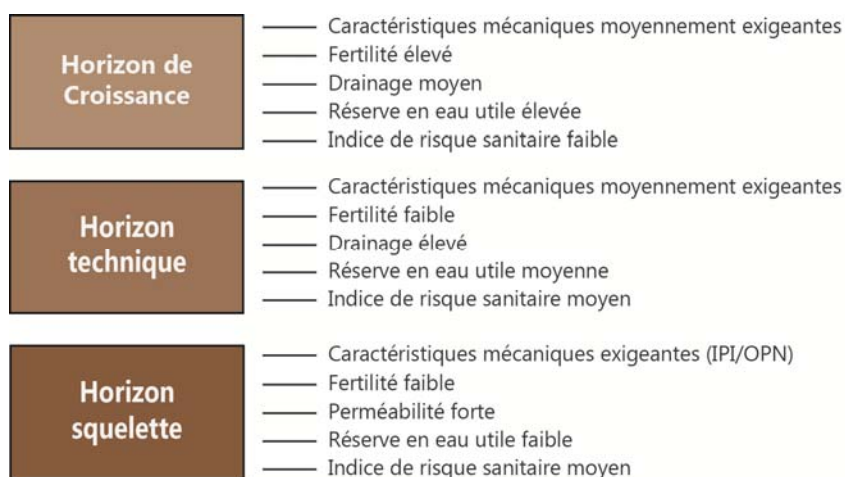 Horizon de
Croissance
Caractéristiques mécaniques moyennement exigeantes
Fertilité élevé
Drainage moyen
Réserve en eau utile élevée
Indice de risque sanitaire faible
Horizon
technique
Caractéristiques mécaniques moyennement exigeantes
Fertilité faible
Drainage élevé
Réserve en eau utile moyenne
Indice de risque sanitaire moyen
Horizon
squelette
Caractéristiques mécaniques exigeantes (IPI/OPN)
Fertilité faible
Perméabilité forte
Réserve en eau utile faible
Indice de risque sanitaire moyen